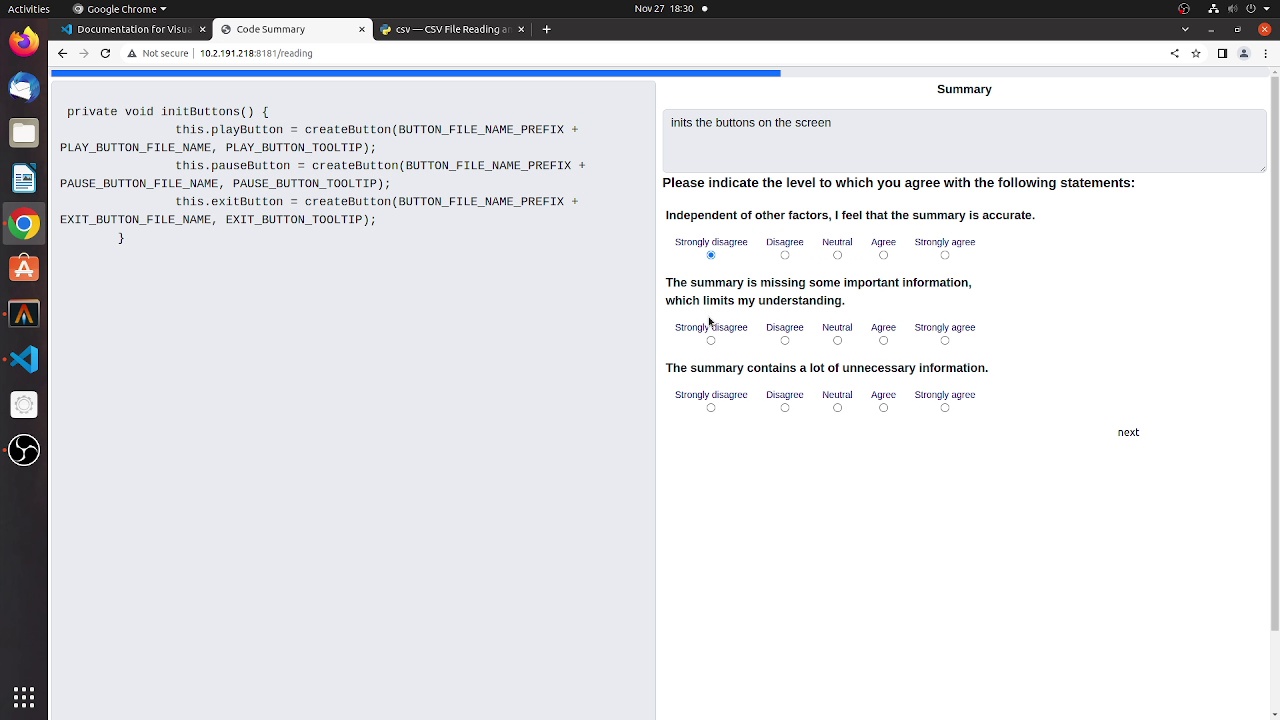 Activities
Google Chrome
Nov 27 18:30
Documentation for Visua
Code Summary
csv — CSV File Reading an
Not secure
10.2.191.218:8181/reading
private void initButtons() {
this.playButton = createButton(BUTTON_FILE_NAME_PREFIX +
PLAY_BUTTON_FILE_NAME, PLAY_BUTTON_TOOLTIP);
this.pauseButton = createButton(BUTTON_FILE_NAME_PREFIX +
PAUSE_BUTTON_FILE_NAME, PAUSE_BUTTON_TOOLTIP);
this.exitButton = createButton(BUTTON_FILE_NAME_PREFIX +
EXIT_BUTTON_FILE_NAME, EXIT_BUTTON_TOOLTIP);
}
Summary
inits the buttons on the screen
Please indicate the level to which you agree with the following statements:
Independent of other factors, I feel that the summary is accurate.
Strongly disagree Disagree Neutral Agree Strongly agree
The summary is missing some important information,
which limits my understanding.
Strongly disagree Disagree Neutral Agree Strongly agree
The summary contains a lot of unnecessary information.
Strongly disagree Disagree Neutral Agree Strongly agree
next